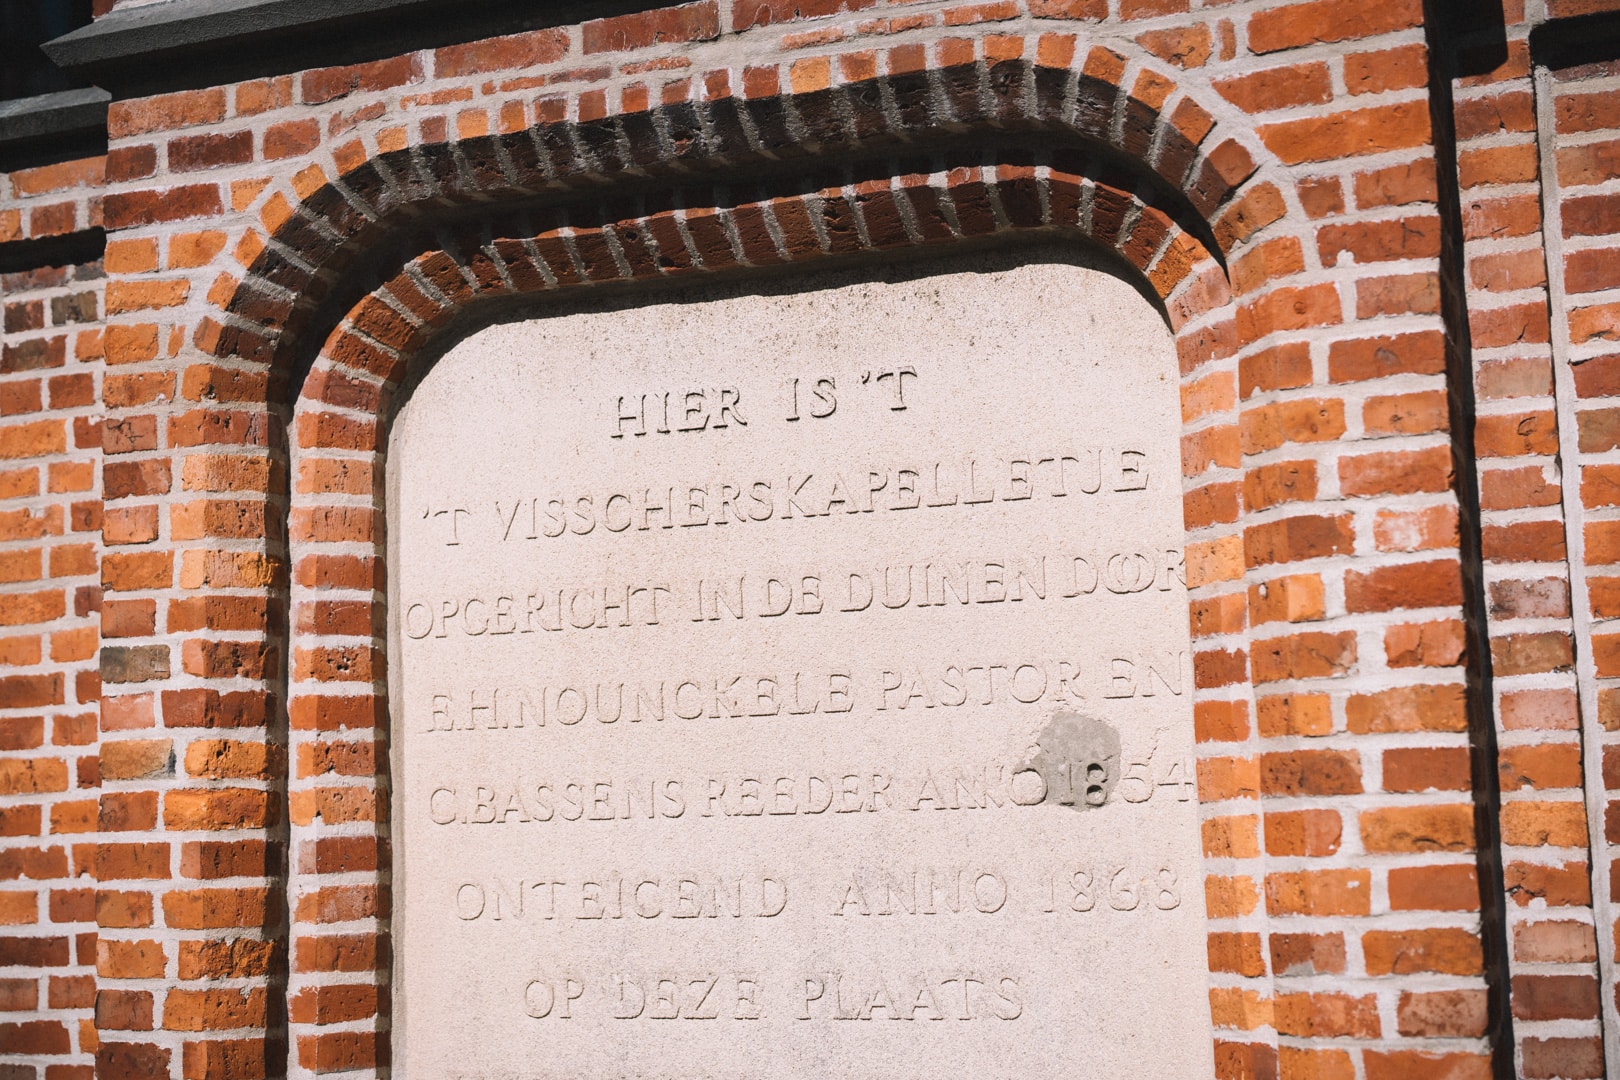 HIER IS 'T
'T VISSCHERSKAPELLETJE
OPGERICHT IN DE DUINEN DOOR
E.H.NOUNCKELE PASTOR EN
C.BASSENS REEDER ANNO 1854
ONTEIGEND ANNO 1868
OP DEZE PLAATS